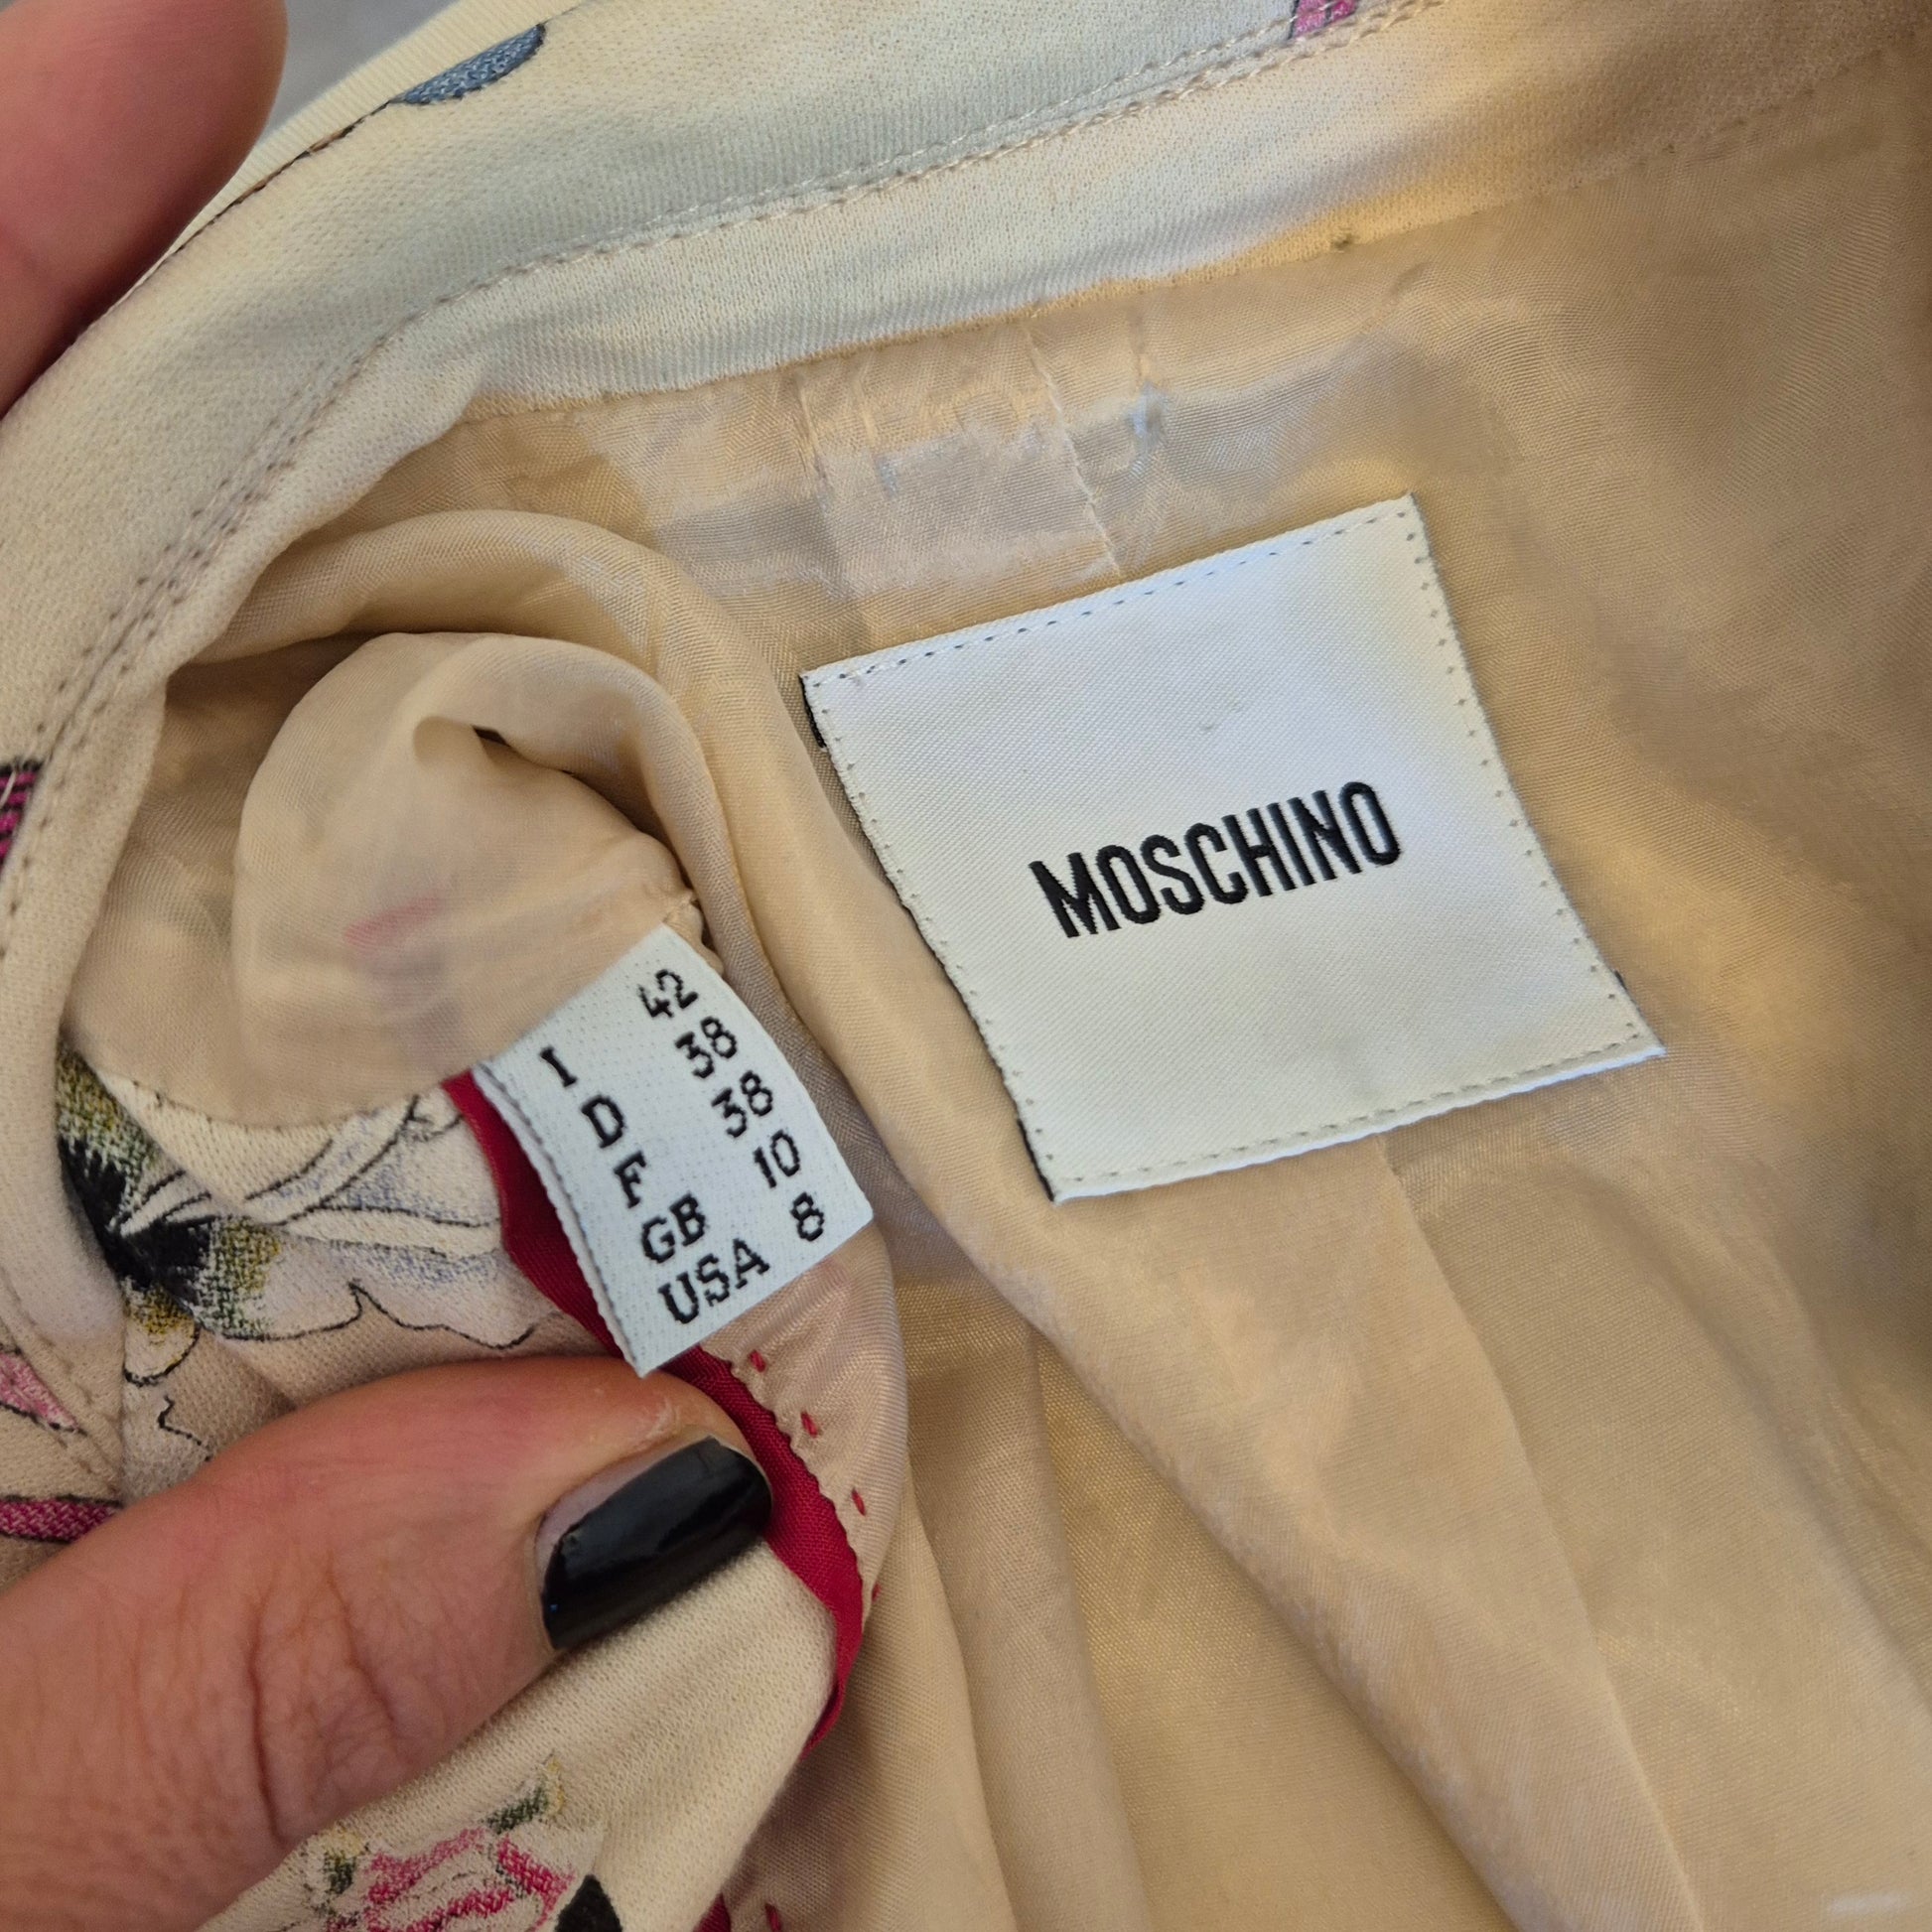 MOSCHINO
I 42
D 38
F 38
GB 10
USA 8